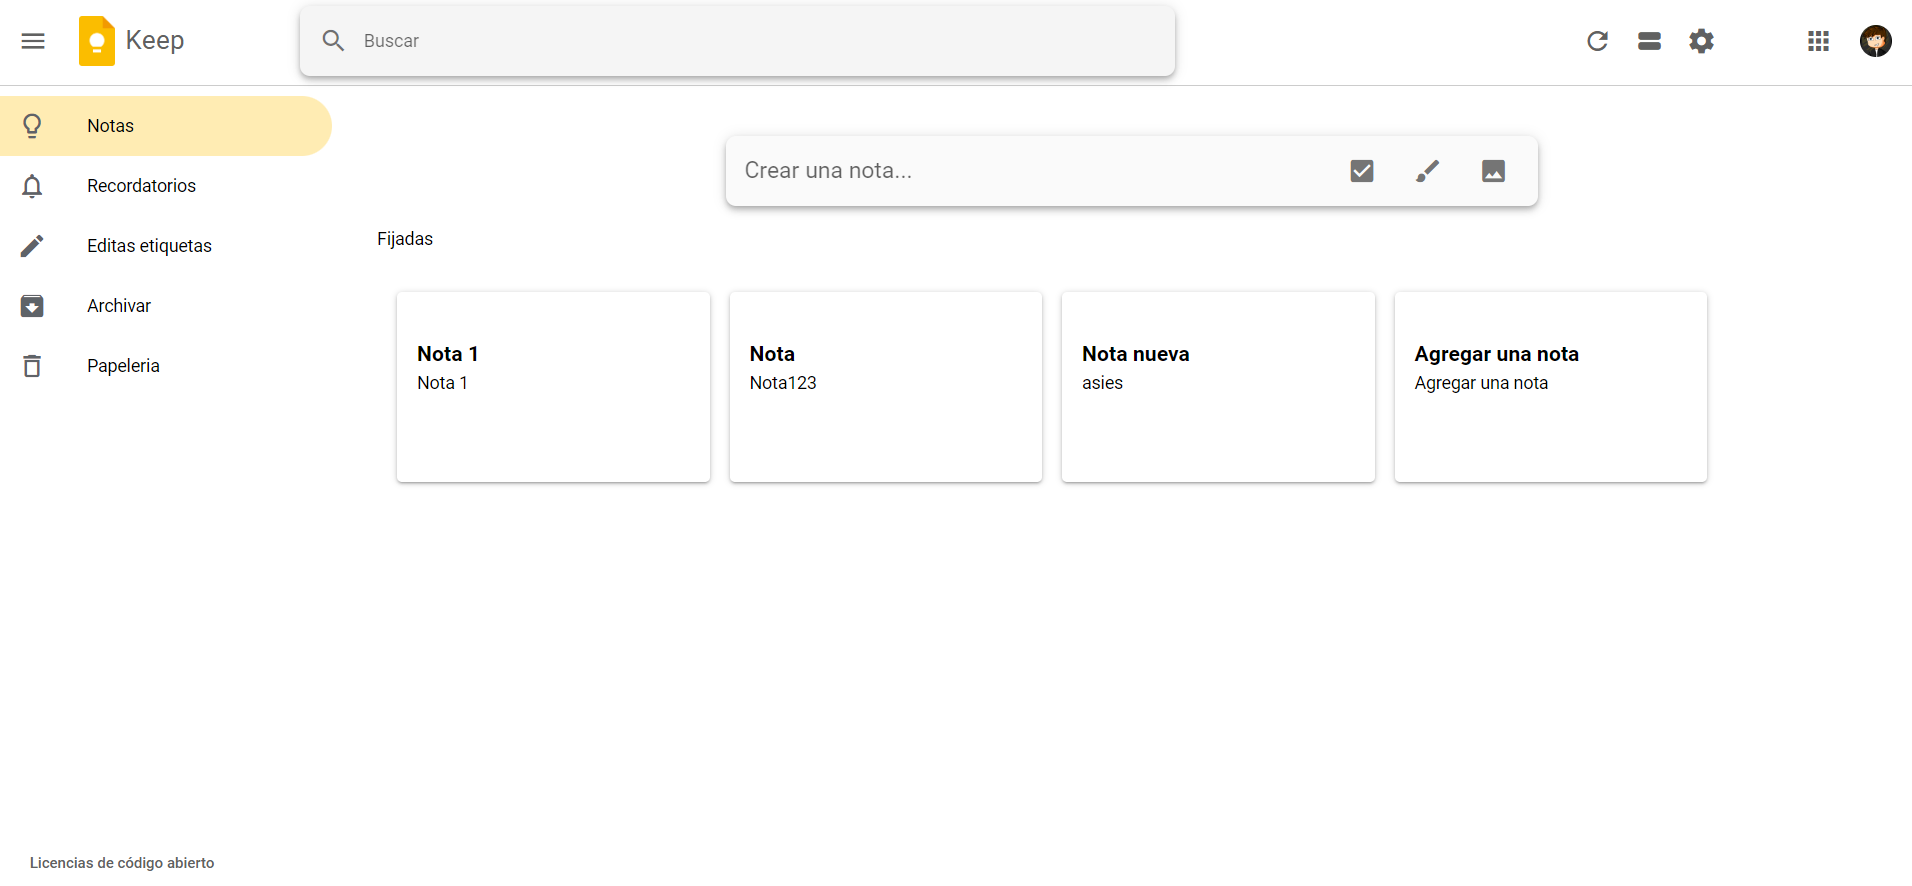 Keep
Buscar
Notas
Recordatorios
Editas etiquetas
Archivar
Papeleria
Crear una nota...
Fijadas
Nota 1
Nota 1
Nota
Nota123
Nota nueva
asies
Agregar una nota
Agregar una nota
Licencias de código abierto